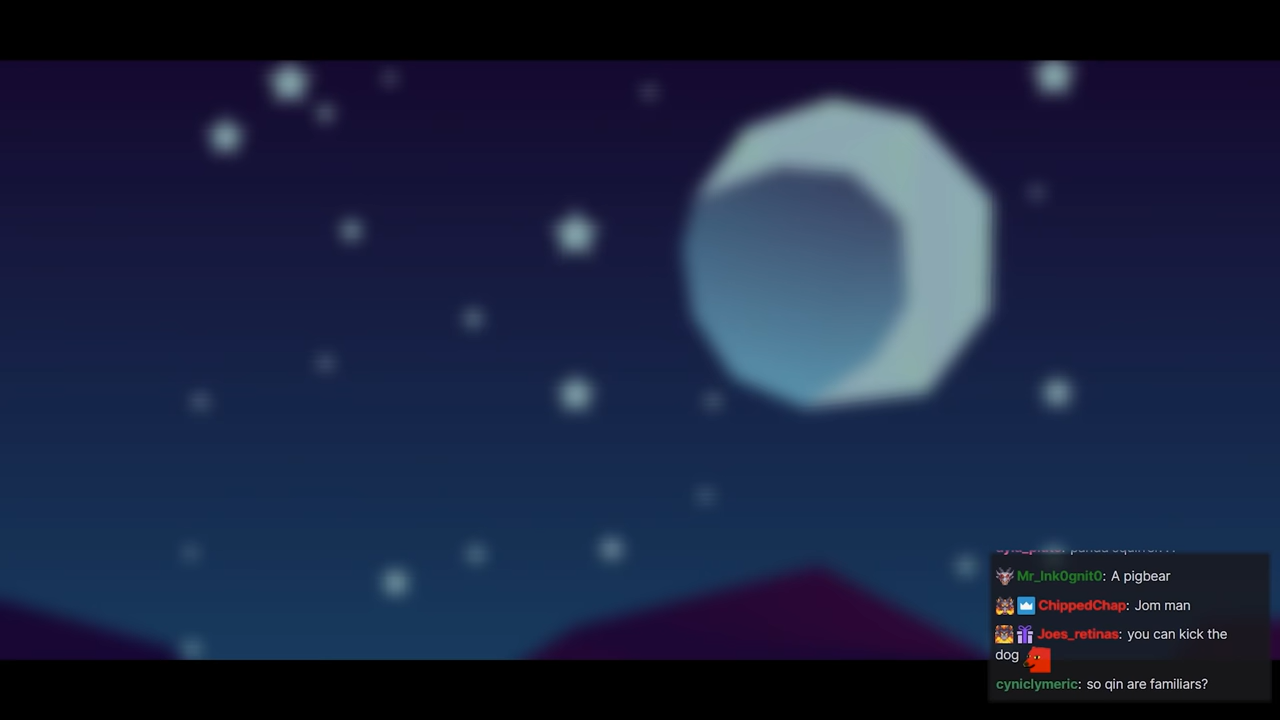 Mr_Ink0gnit0: A pigbear
ChippedChap: Jom man
Joes_retinas: you can kick the
dog
cyniclymeric: so qin are familiars?